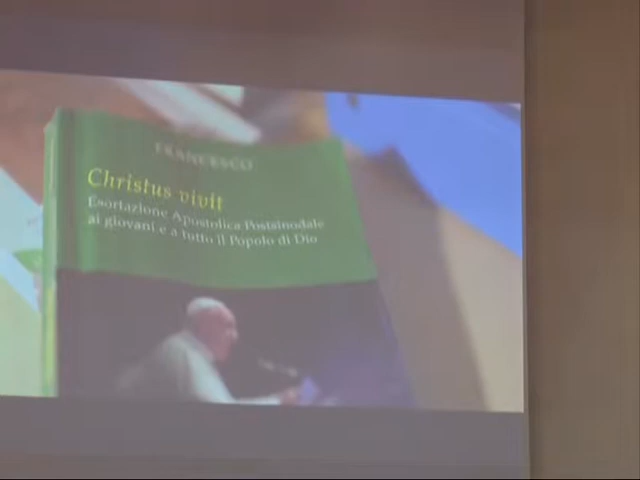 FRANCESCO
Christus vivit
Esortazione Apostolica Postsinodale
ai giovani e a tutto il Popolo di Dio